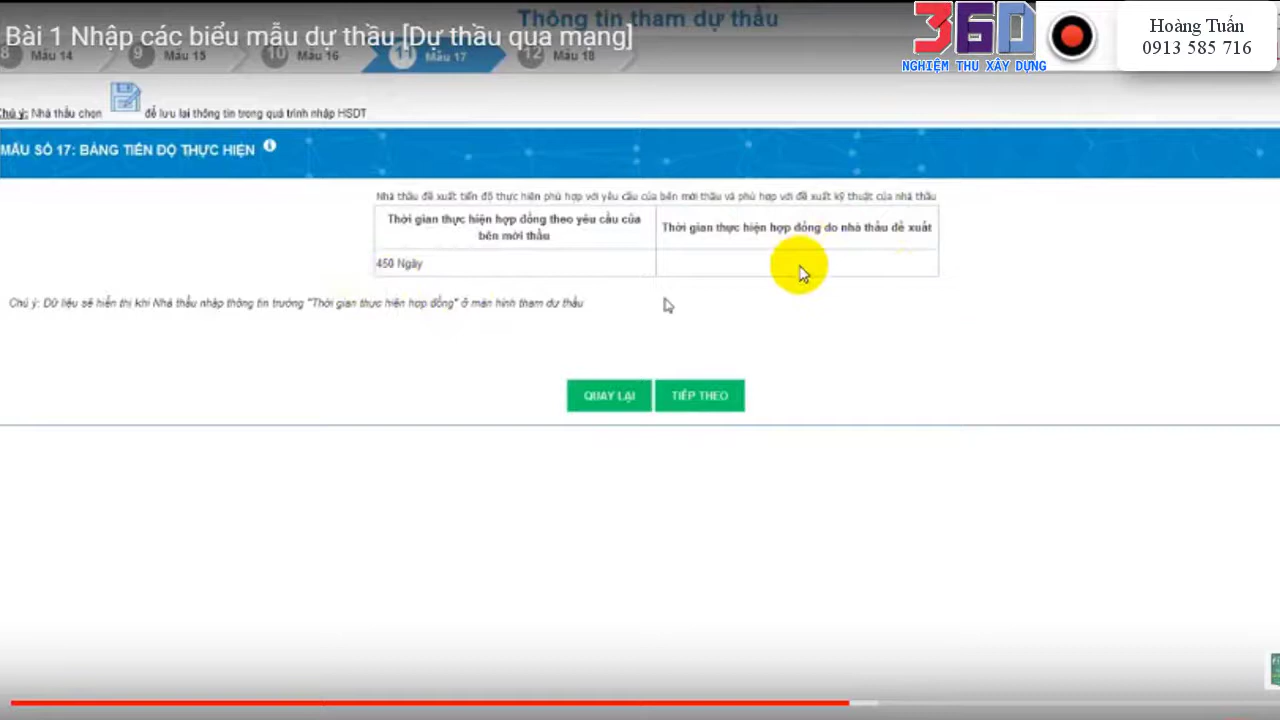 Thông tin tham dự thầu
Bài 1 Nhập các biểu mẫu dự thầu [Dự thầu qua mạng]
8 Mẫu 14 9 Mẫu 15 10 Mẫu 16 11 Mẫu 17 12 Mẫu 18
36D
NGHIỆM THU XÂY DỰNG
Hoàng Tuấn
0913 585 716
Chú ý: Nhà thầu chọn để lưu lại thông tin trong quá trình nhập HSDT
MẪU SỐ 17: BẢNG TIẾN ĐỘ THỰC HIỆN
Nhà thầu đề xuất tiến độ thực hiện phù hợp với yêu cầu của bên mời thầu và phù hợp với đề xuất kỹ thuật của nhà thầu
Thời gian thực hiện hợp đồng theo yêu cầu của
bên mời thầu
Thời gian thực hiện hợp đồng do nhà thầu đề xuất
450 Ngày
Chú ý: Dữ liệu sẽ hiển thị khi Nhà thầu nhập thông tin trường "Thời gian thực hiện hợp đồng" ở màn hình tham dự thầu
QUAY LẠI
TIẾP THEO